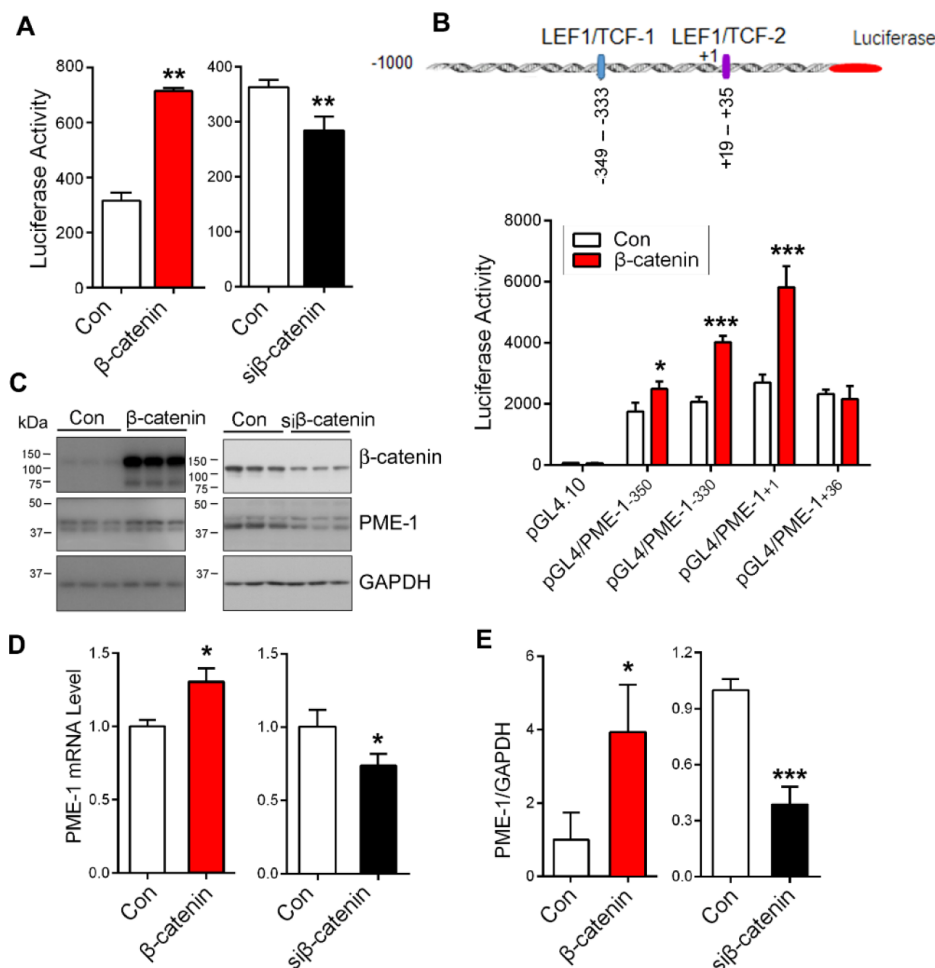 A
Luciferase Activity
800
600
400
200
0
**
Con
β-catenin
400
300
200
100
0
**
Con
siβ-catenin
B
LEF1/TCF-1
LEF1/TCF-2
Luciferase
-1000
+1
-349 – -333
+19 – +35
Luciferase Activity
8000
6000
4000
2000
0
Con
β-catenin
*
***
***
pGL4.10
pGL4/PME-1-350
pGL4/PME-1-330
pGL4/PME-1+1
pGL4/PME-1+36
C
kDa
Con
β-catenin
Con
siβ-catenin
150
100
75
150
100
75
β-catenin
50
37
50
37
PME-1
37
37
GAPDH
D
PME-1 mRNA Level
1.5
1.0
0.5
0.0
*
Con
β-catenin
1.5
1.0
0.5
0.0
*
Con
siβ-catenin
E
PME-1/GAPDH
6
4
2
0
*
Con
β-catenin
1.2
0.9
0.6
0.3
0.0
***
Con
siβ-catenin